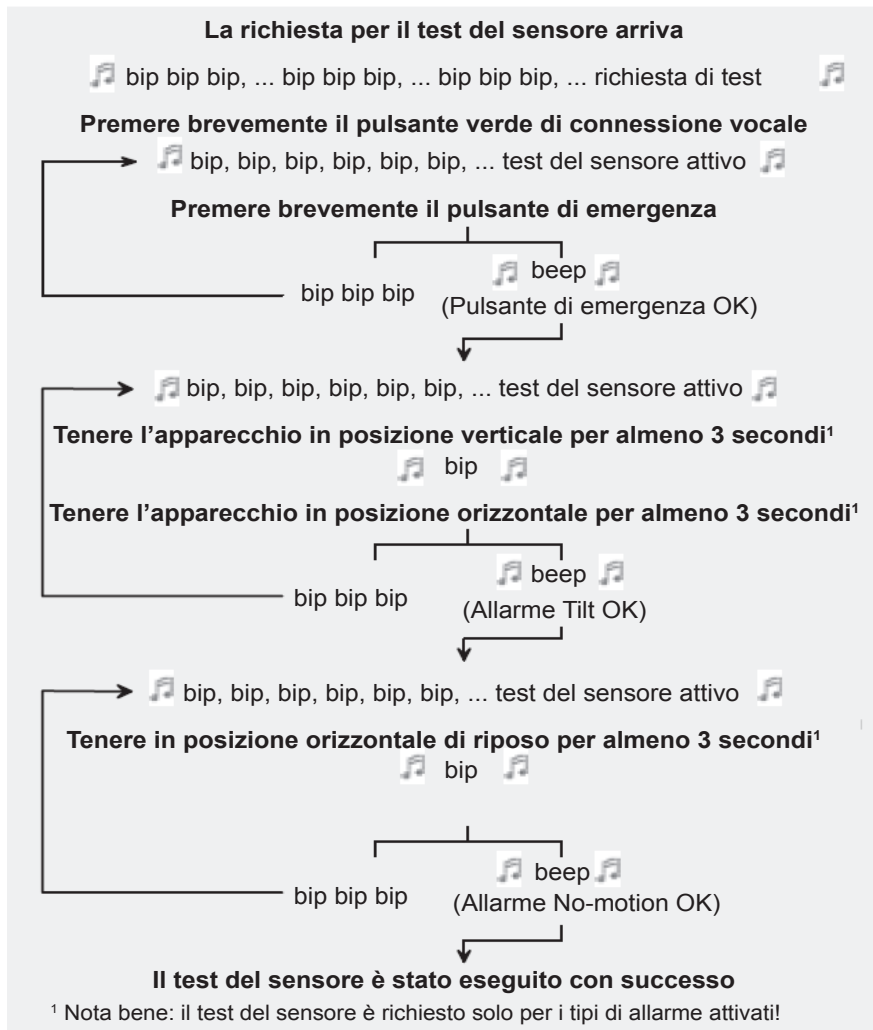 La richiesta per il test del sensore arriva
bip bip bip, ... bip bip bip, ... bip bip bip, ... richiesta di test
Premere brevemente il pulsante verde di connessione vocale
bip, bip, bip, bip, bip, bip, ... test del sensore attivo
Premere brevemente il pulsante di emergenza
beep
bip bip bip
(Pulsante di emergenza OK)
bip, bip, bip, bip, bip, bip, ... test del sensore attivo
Tenere l’apparecchio in posizione verticale per almeno 3 secondi¹
bip
Tenere l’apparecchio in posizione orizzontale per almeno 3 secondi¹
beep
bip bip bip
(Allarme Tilt OK)
bip, bip, bip, bip, bip, bip, ... test del sensore attivo
Tenere in posizione orizzontale di riposo per almeno 3 secondi¹
bip
beep
bip bip bip
(Allarme No-motion OK)
Il test del sensore è stato eseguito con successo
¹ Nota bene: il test del sensore è richiesto solo per i tipi di allarme attivati!